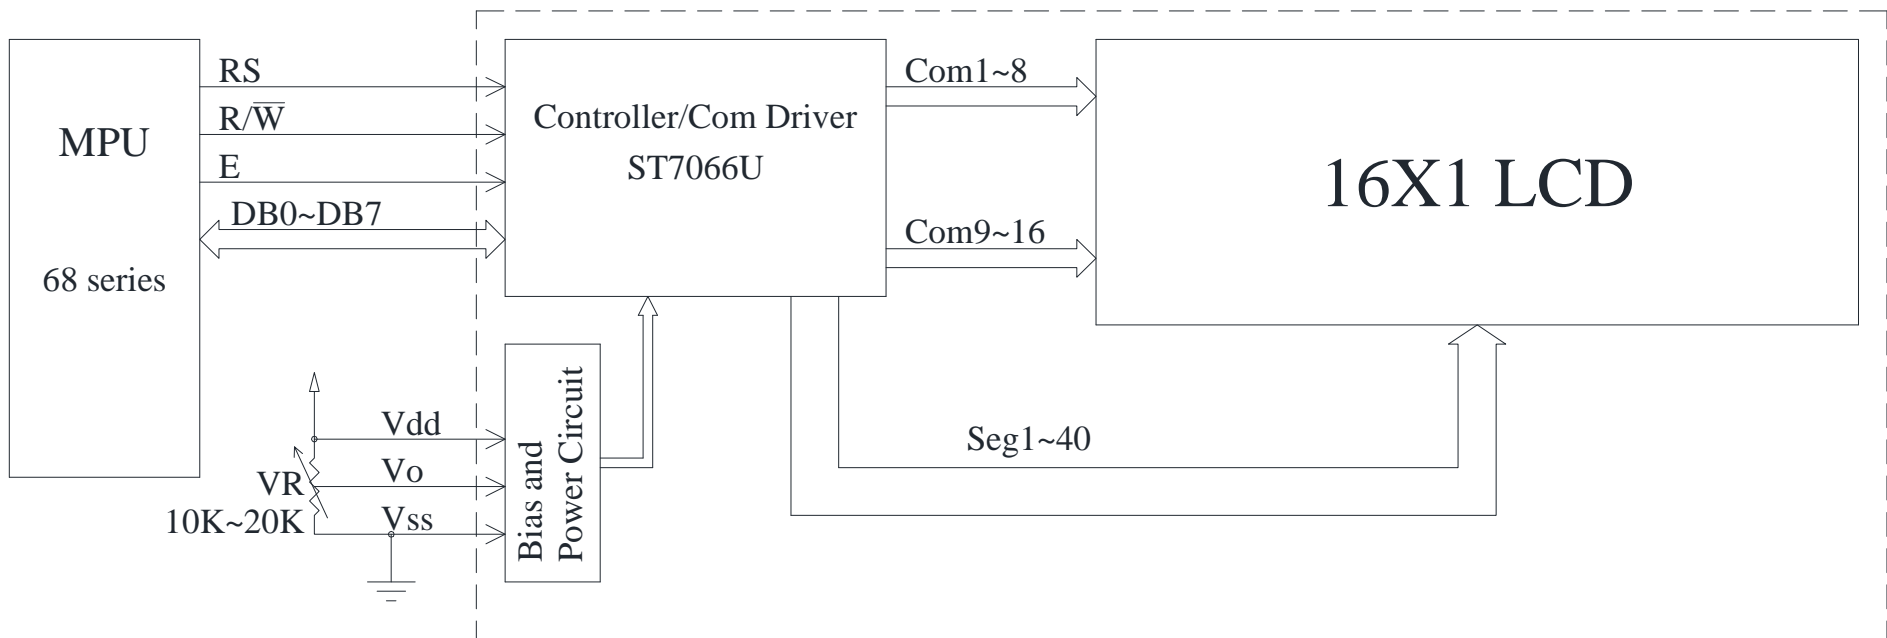 MPU
68 series
RS
R/W̅
E
DB0~DB7
Controller/Com Driver
ST7066U
Com1~8
Com9~16
16X1 LCD
Vdd
Vo
Vss
VR
10K~20K
Bias and
Power Circuit
Seg1~40